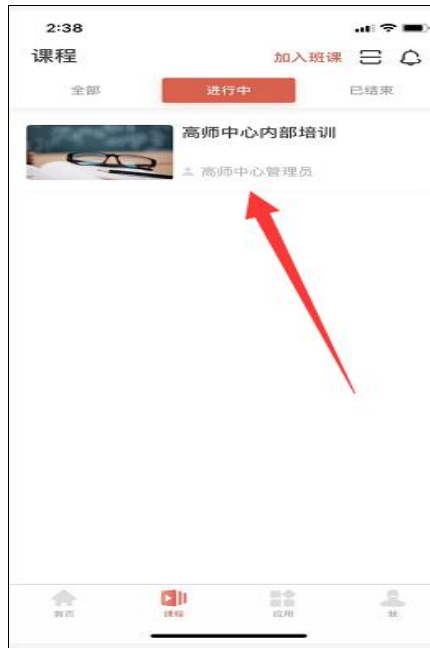 2:38
课程
加入班课
全部
进行中
已结束
高师中心内部培训
高师中心管理员
首页
课程
应用
我